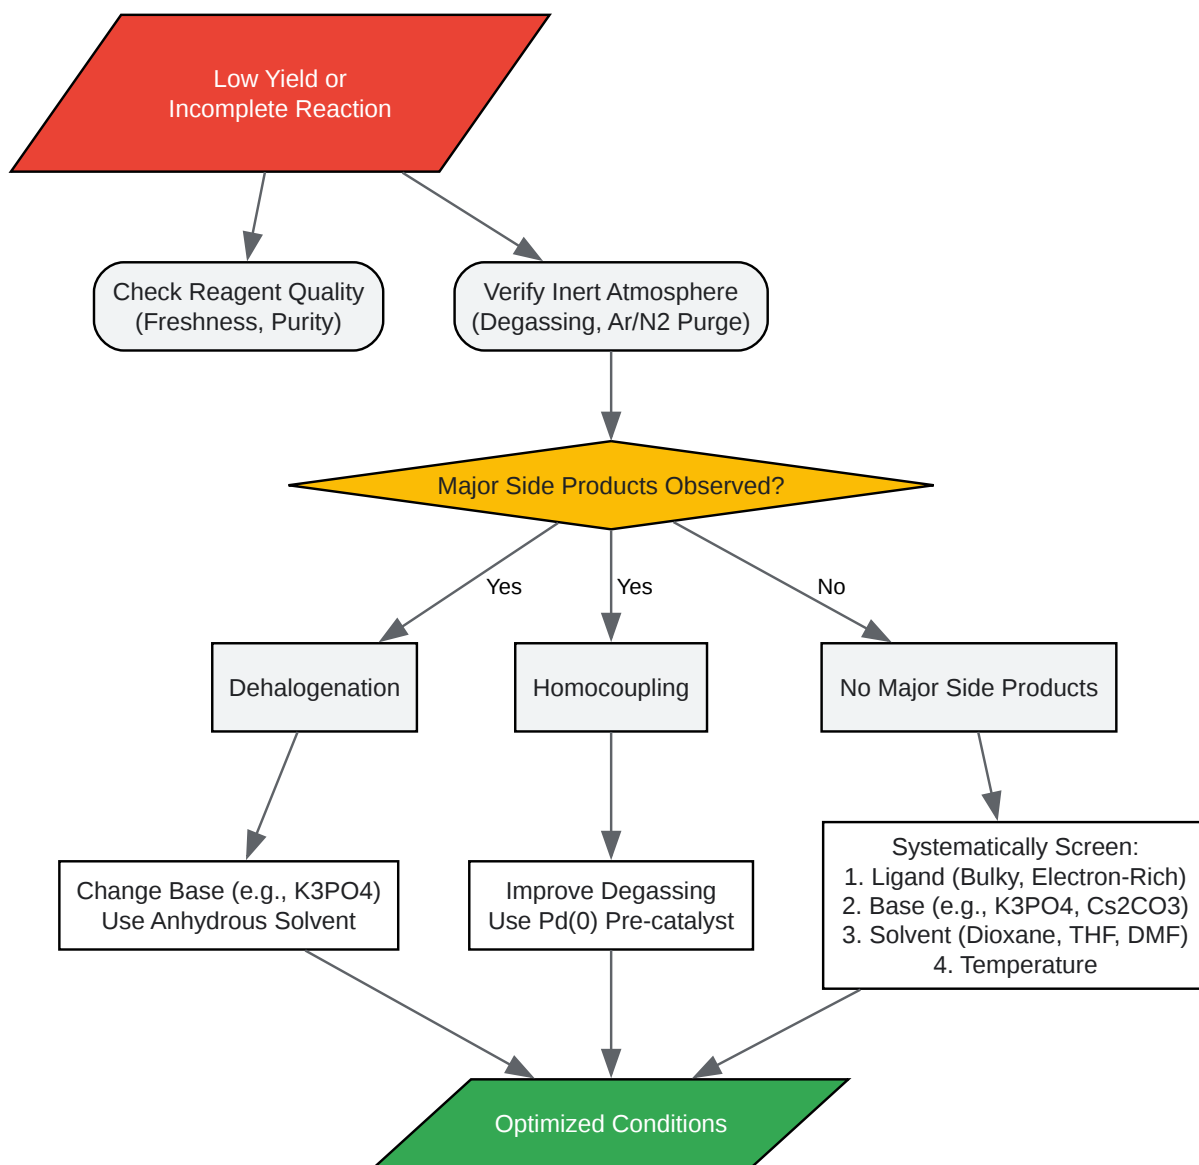 Low Yield or
Incomplete Reaction
Check Reagent Quality
(Freshness, Purity)
Verify Inert Atmosphere
(Degassing, Ar/N2 Purge)
Major Side Products Observed?
Yes
Yes
No
Dehalogenation
Homocoupling
No Major Side Products
Change Base (e.g., K3PO4)
Use Anhydrous Solvent
Improve Degassing
Use Pd(0) Pre-catalyst
Systematically Screen:
1. Ligand (Bulky, Electron-Rich)
2. Base (e.g., K3PO4, Cs2CO3)
3. Solvent (Dioxane, THF, DMF)
4. Temperature
Optimized Conditions